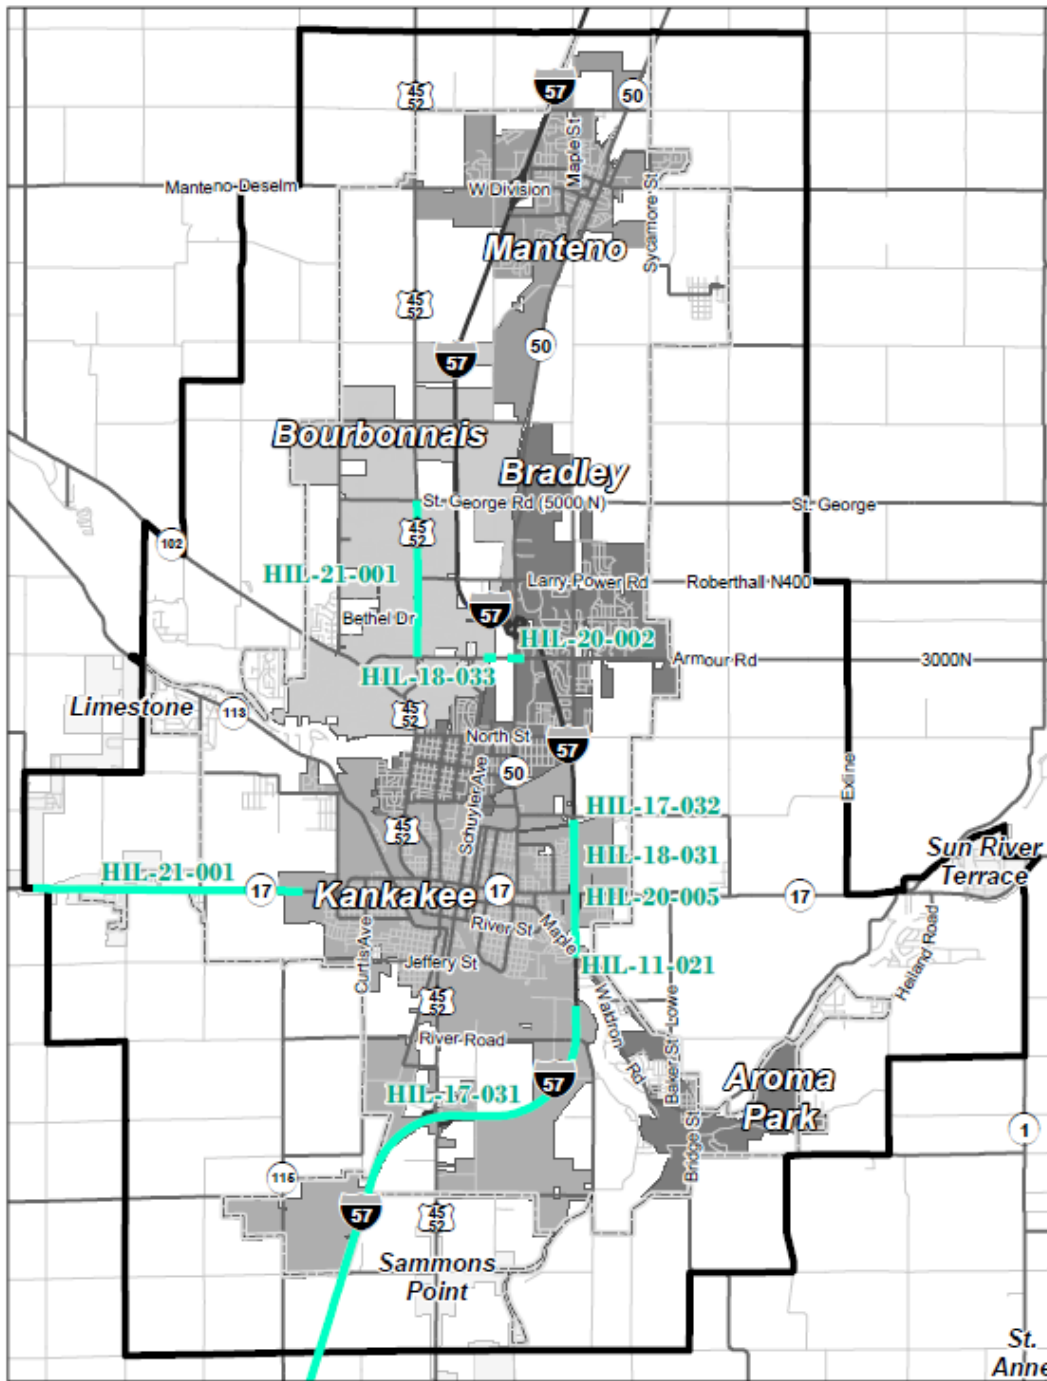 57
45
52
50
Manteno-Deselm
W Division
Maple St
Sycamore St
Manteno
45
52
57
50
Bourbonnais
Bradley
St. George Rd (5000 N)
St. George
45
52
102
HIL-21-001
Larry Power Rd
Roberthall N400
57
Bethel Dr
HIL-20-002
Armour Rd
3000N
HIL-18-033
Limestone
113
45
52
North St
57
50
Schuyler Ave
Exline
HIL-17-032
45
52
HIL-18-031
Sun River
Terrace
HIL-21-001
17
Kankakee
17
HIL-20-005
17
River St
Maple
Curtis Ave
Jeffery St
HIL-11-021
Heiland Road
45
52
Waldron Rd
Lowe
River Road
Baker St
57
Aroma
Park
HIL-17-031
1
Bridge St
115
57
45
52
Sammons
Point
St.
Anne